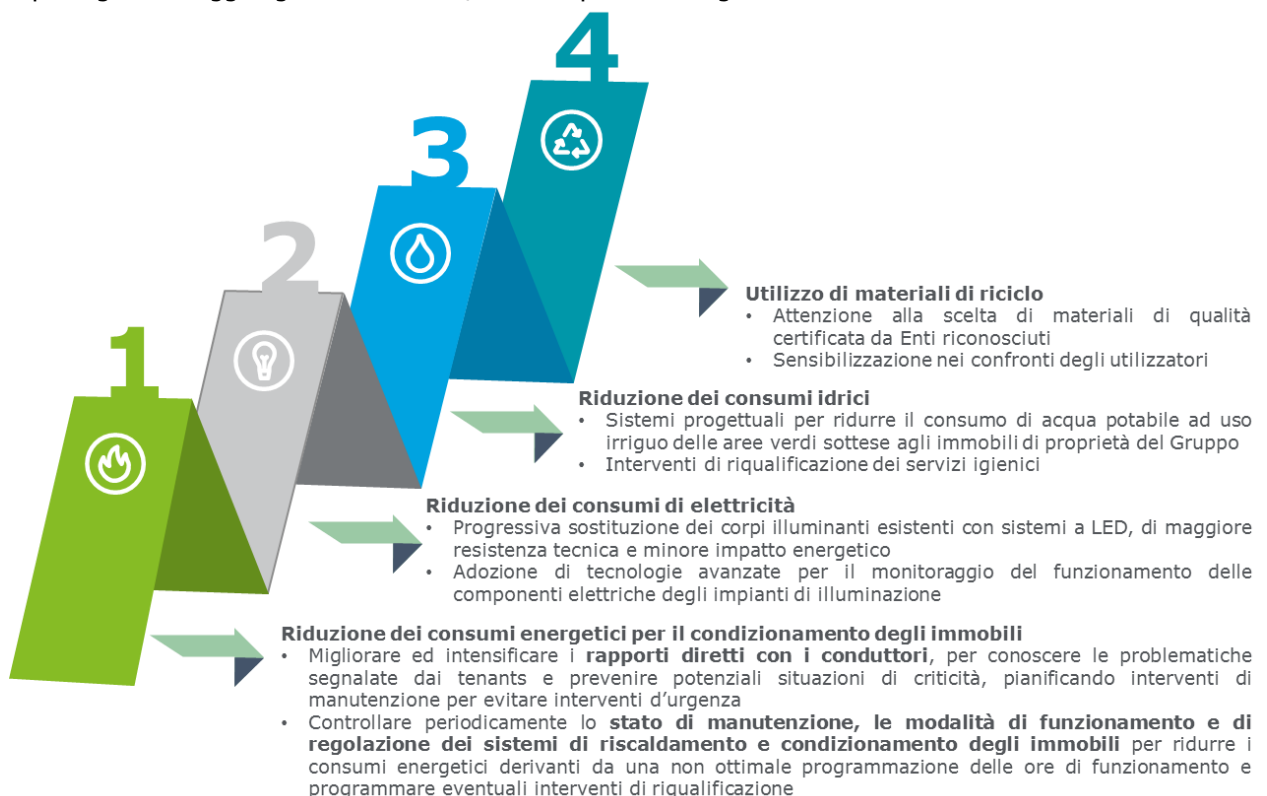 4
3
2
1
Utilizzo di materiali di riciclo
• Attenzione alla scelta di materiali di qualità
certificata da Enti riconosciuti
• Sensibilizzazione nei confronti degli utilizzatori
Riduzione dei consumi idrici
• Sistemi progettuali per ridurre il consumo di acqua potabile ad uso
irriguo delle aree verdi sottese agli immobili di proprietà del Gruppo
• Interventi di riqualificazione dei servizi igienici
Riduzione dei consumi di elettricità
• Progressiva sostituzione dei corpi illuminanti esistenti con sistemi a LED, di maggiore
resistenza tecnica e minore impatto energetico
• Adozione di tecnologie avanzate per il monitoraggio del funzionamento delle
componenti elettriche degli impianti di illuminazione
Riduzione dei consumi energetici per il condizionamento degli immobili
• Migliorare ed intensificare i rapporti diretti con i conduttori, per conoscere le problematiche
segnalate dai tenants e prevenire potenziali situazioni di criticità, pianificando interventi di
manutenzione per evitare interventi d'urgenza
• Controllare periodicamente lo stato di manutenzione, le modalità di funzionamento e di
regolazione dei sistemi di riscaldamento e condizionamento degli immobili per ridurre i
consumi energetici derivanti da una non ottimale programmazione delle ore di funzionamento e
programmare eventuali interventi di riqualificazione